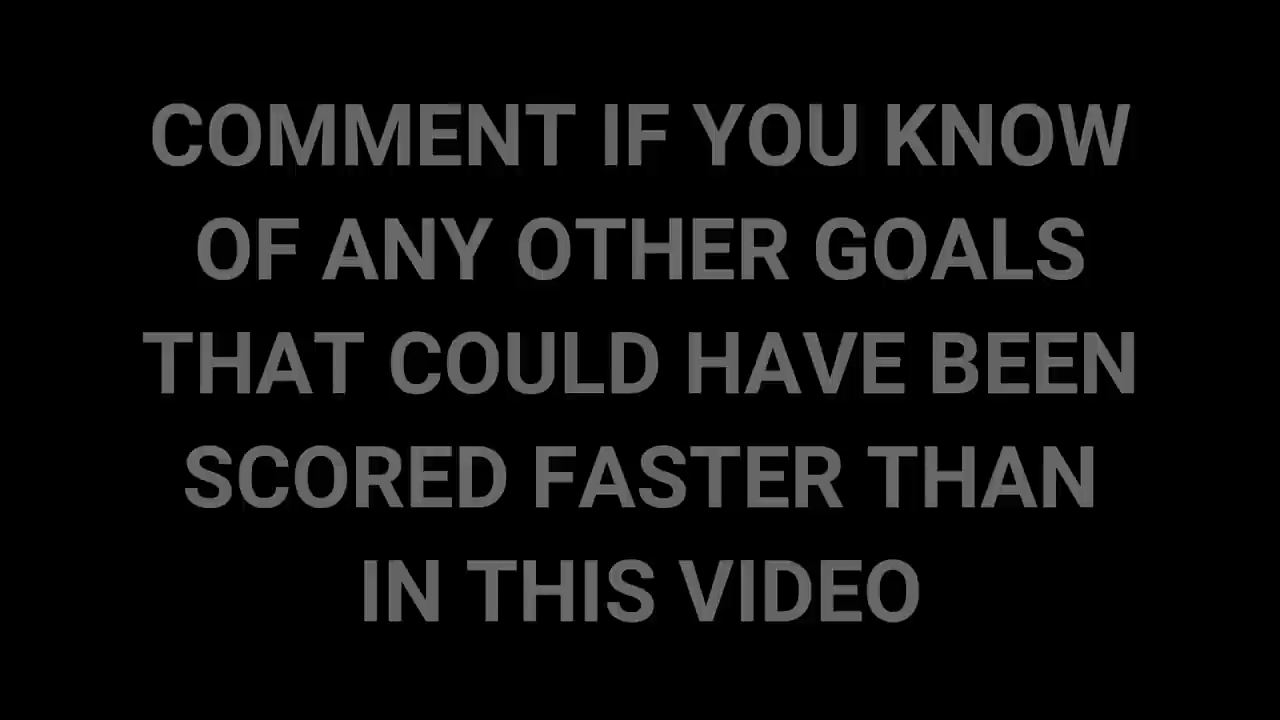 COMMENT IF YOU KNOW
OF ANY OTHER GOALS
THAT COULD HAVE BEEN
SCORED FASTER THAN
IN THIS VIDEO